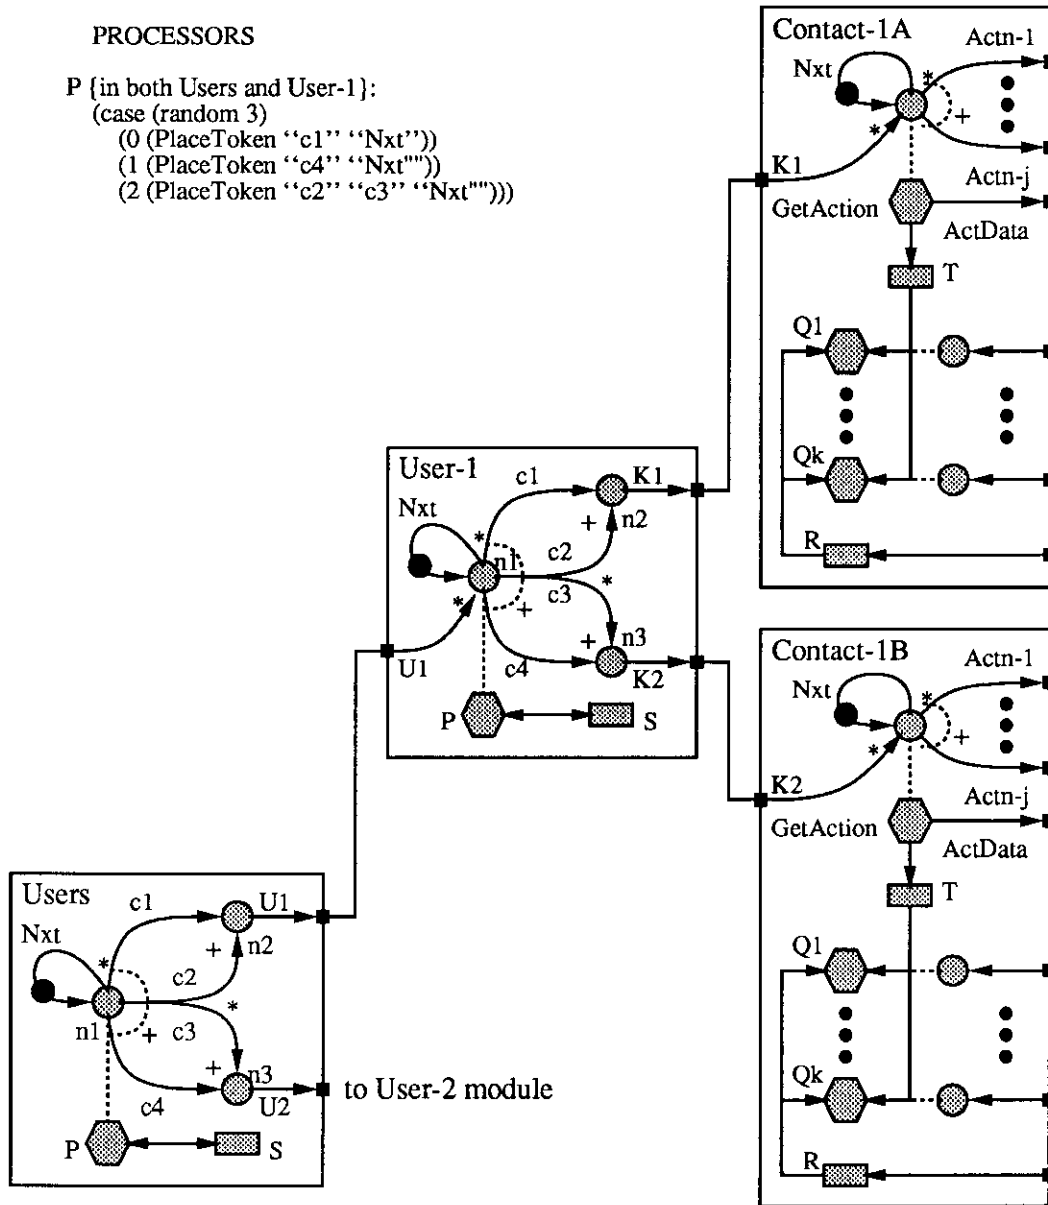 PROCESSORS
P {in both Users and User-1}:
(case (random 3)
(0 (PlaceToken “c1” “Nxt”))
(1 (PlaceToken “c4” “Nxt""))
(2 (PlaceToken “c2” “c3” “Nxt"")))
Contact-1A
Nxt
*
+
*
Actn-1
K1
Actn-j
GetAction
ActData
T
Q1
Qk
R
User-1
Nxt
c1
K1
*
+
n2
n1
c2
*
c3
*
+
+
n3
U1
c4
K2
P
S
Contact-1B
Nxt
*
+
*
Actn-1
K2
Actn-j
GetAction
ActData
T
Q1
Qk
R
Users
Nxt
c1
U1
*
+
n2
c2
*
n1
+
c3
+
n3
c4
U2
to User-2 module
P
S